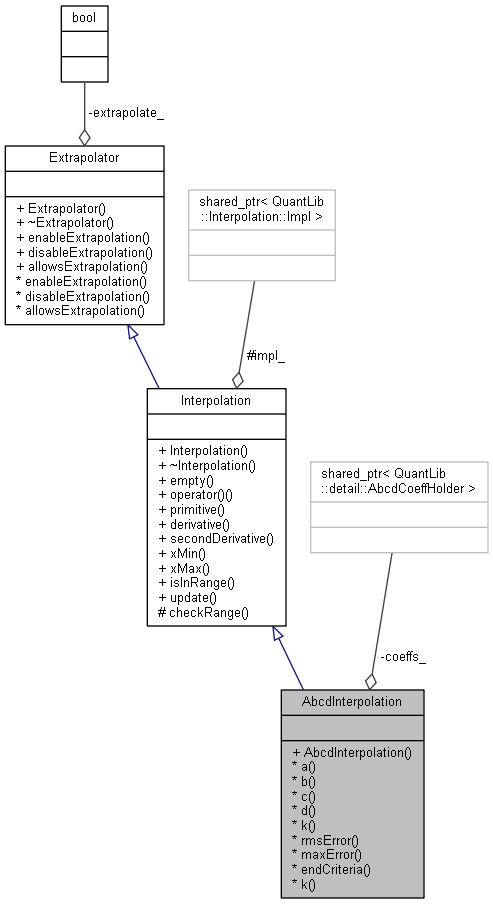 bool
-extrapolate_
Extrapolator
+ Extrapolator()
+ ~Extrapolator()
+ enableExtrapolation()
+ disableExtrapolation()
+ allowsExtrapolation()
* enableExtrapolation()
* disableExtrapolation()
* allowsExtrapolation()
shared_ptr< QuantLib
::Interpolation::Impl >
#impl_
Interpolation
+ Interpolation()
+ ~Interpolation()
+ empty()
+ operator()()
+ primitive()
+ derivative()
+ secondDerivative()
+ xMin()
+ xMax()
+ isInRange()
+ update()
# checkRange()
shared_ptr< QuantLib
::detail::AbcdCoeffHolder >
-coeffs_
AbcdInterpolation
+ AbcdInterpolation()
* a()
* b()
* c()
* d()
* k()
* rmsError()
* maxError()
* endCriteria()
* k()